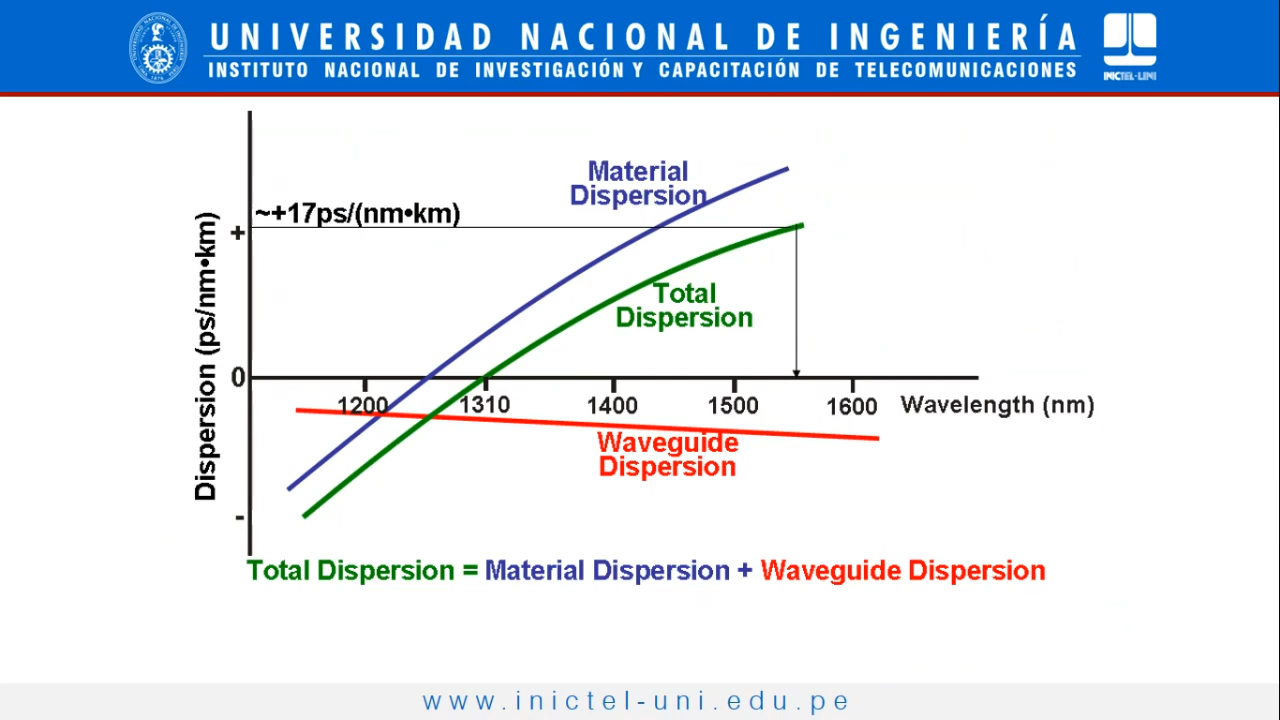 UNIVERSIDAD NACIONAL DE INGENIERÍA
INSTITUTO NACIONAL DE INVESTIGACIÓN Y CAPACITACIÓN DE TELECOMUNICACIONES
INICTEL-UNI
Material
Dispersion
~+17ps/(nm•km)
+
Dispersion (ps/nm•km)
Total
Dispersion
0
1200 1310 1400 1500 1600 Wavelength (nm)
Waveguide
Dispersion
-
Total Dispersion = Material Dispersion + Waveguide Dispersion
www.inictel-uni.edu.pe